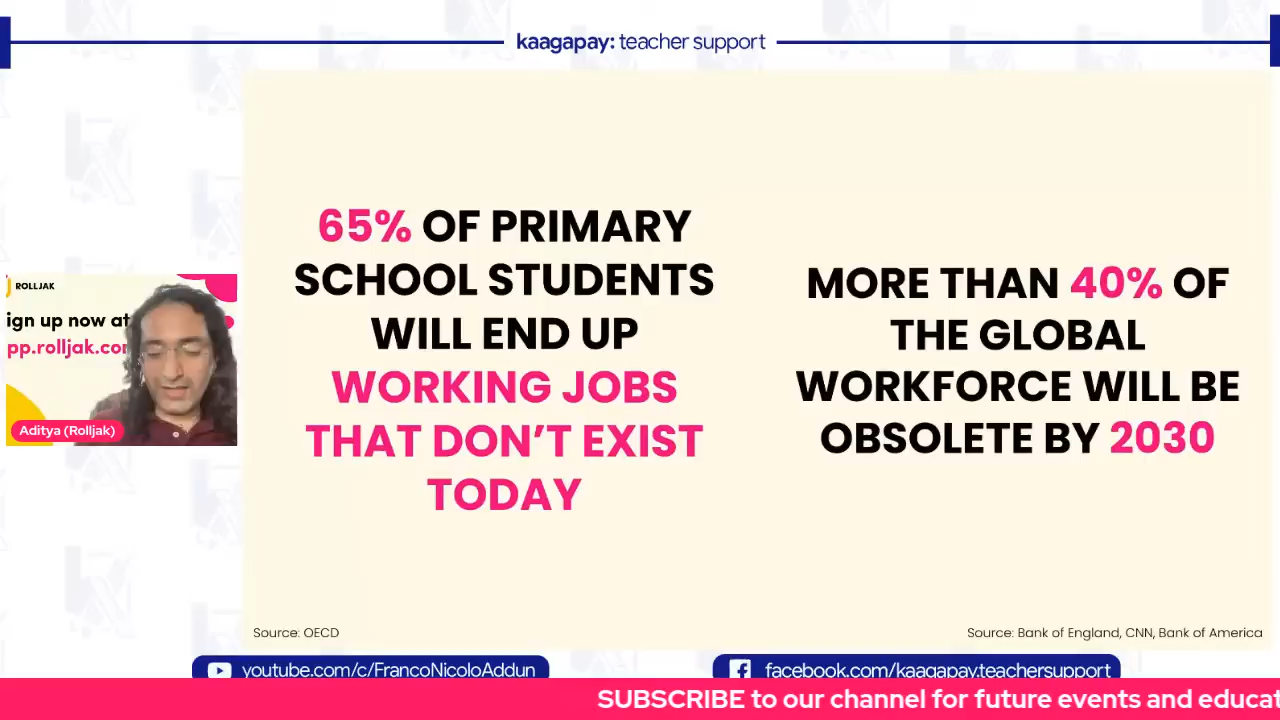 kaagapay: teacher support
65% OF PRIMARY
SCHOOL STUDENTS
WILL END UP
WORKING JOBS
THAT DON’T EXIST
TODAY
MORE THAN 40% OF
THE GLOBAL
WORKFORCE WILL BE
OBSOLETE BY 2030
ROLLJAK
ign up now at
pp.rolljak.com
Aditya (Rolljak)
Source: OECD
Source: Bank of England, CNN, Bank of America
youtube.com/c/FrancoNicoloAddun
facebook.com/kaagapay.teachersupport
SUBSCRIBE to our channel for future events and educat